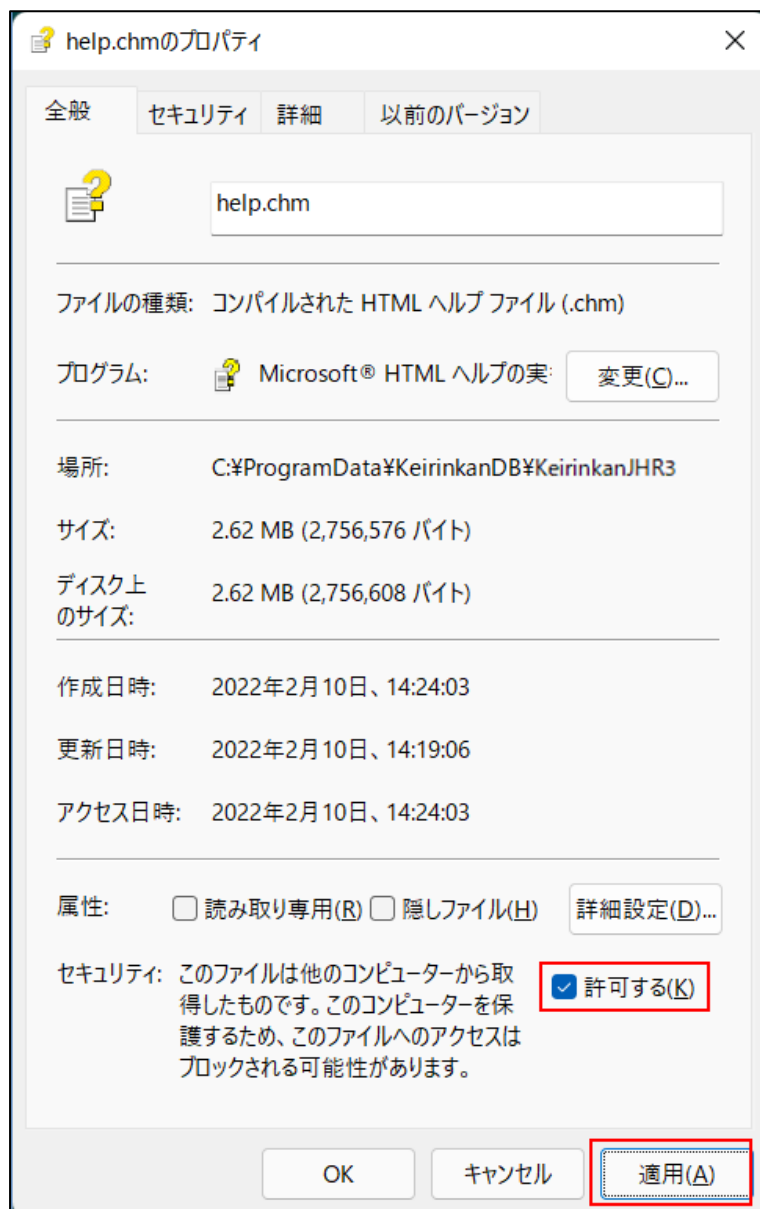 help.chmのプロパティ
全般 セキュリティ 詳細 以前のバージョン
help.chm
ファイルの種類: コンパイルされた HTML ヘルプ ファイル (.chm)
プログラム: Microsoft® HTML ヘルプの実 変更(C)...
場所: C:¥ProgramData¥KeirinkanDB¥KeirinkanJHR3
サイズ: 2.62 MB (2,756,576 バイト)
ディスク上
のサイズ: 2.62 MB (2,756,608 バイト)
作成日時: 2022年2月10日、14:24:03
更新日時: 2022年2月10日、14:19:06
アクセス日時: 2022年2月10日、14:24:03
属性: 読み取り専用(R) 隠しファイル(H) 詳細設定(D)...
セキュリティ: このファイルは他のコンピューターから取
得したものです。このコンピューターを保
護するため、このファイルへのアクセスは
ブロックされる可能性があります。
許可する(K)
OK キャンセル 適用(A)